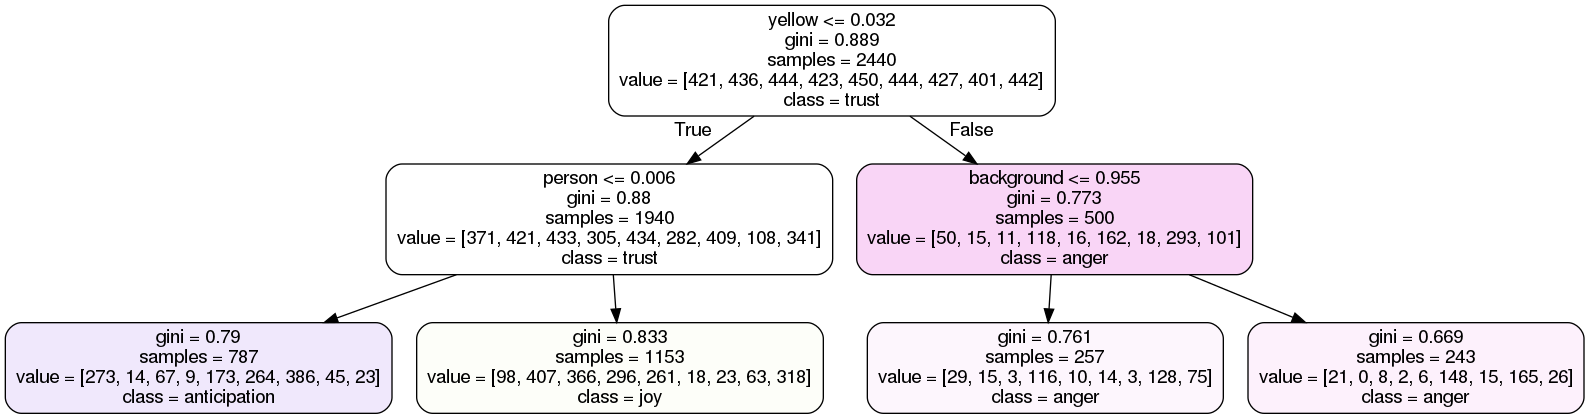 yellow <= 0.032
gini = 0.889
samples = 2440
value = [421, 436, 444, 423, 450, 444, 427, 401, 442]
class = trust
True
False
person <= 0.006
gini = 0.88
samples = 1940
value = [371, 421, 433, 305, 434, 282, 409, 108, 341]
class = trust
background <= 0.955
gini = 0.773
samples = 500
value = [50, 15, 11, 118, 16, 162, 18, 293, 101]
class = anger
gini = 0.79
samples = 787
value = [273, 14, 67, 9, 173, 264, 386, 45, 23]
class = anticipation
gini = 0.833
samples = 1153
value = [98, 407, 366, 296, 261, 18, 23, 63, 318]
class = joy
gini = 0.761
samples = 257
value = [29, 15, 3, 116, 10, 14, 3, 128, 75]
class = anger
gini = 0.669
samples = 243
value = [21, 0, 8, 2, 6, 148, 15, 165, 26]
class = anger